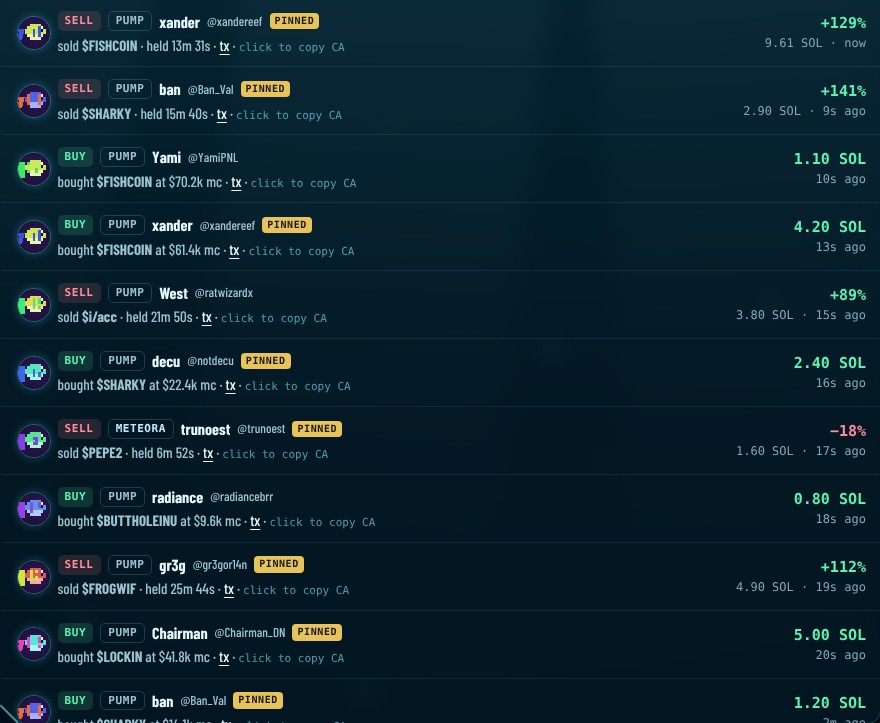 SELL PUMP xander @xandereef PINNED +129%
sold $FISHCOIN · held 13m 31s · tx · click to copy CA 9.61 SOL · now
SELL PUMP ban @Ban_Val PINNED +141%
sold $SHARKY · held 15m 40s · tx · click to copy CA 2.90 SOL · 9s ago
BUY PUMP Yami @YamiPNL 1.10 SOL
bought $FISHCOIN at $70.2k mc · tx · click to copy CA 10s ago
BUY PUMP xander @xandereef PINNED 4.20 SOL
bought $FISHCOIN at $61.4k mc · tx · click to copy CA 13s ago
SELL PUMP West @ratwizardx +89%
sold $i/acc · held 21m 50s · tx · click to copy CA 3.80 SOL · 15s ago
BUY PUMP decu @notdecu PINNED 2.40 SOL
bought $SHARKY at $22.4k mc · tx · click to copy CA 16s ago
SELL METEORA trunoest @trunoest PINNED −18%
sold $PEPE2 · held 6m 52s · tx · click to copy CA 1.60 SOL · 17s ago
BUY PUMP radiance @radiancebrr 0.80 SOL
bought $BUTTHOLEINU at $9.6k mc · tx · click to copy CA 18s ago
SELL PUMP gr3g @gr3gor14n PINNED +112%
sold $FROGWIF · held 25m 44s · tx · click to copy CA 4.90 SOL · 19s ago
BUY PUMP Chairman @Chairman_DN PINNED 5.00 SOL
bought $LOCKIN at $41.8k mc · tx · click to copy CA 20s ago
BUY PUMP ban @Ban_Val PINNED 1.20 SOL
bought $SHARKY at